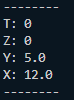 --------
T: 0
Z: 0
Y: 5.0
X: 12.0
--------